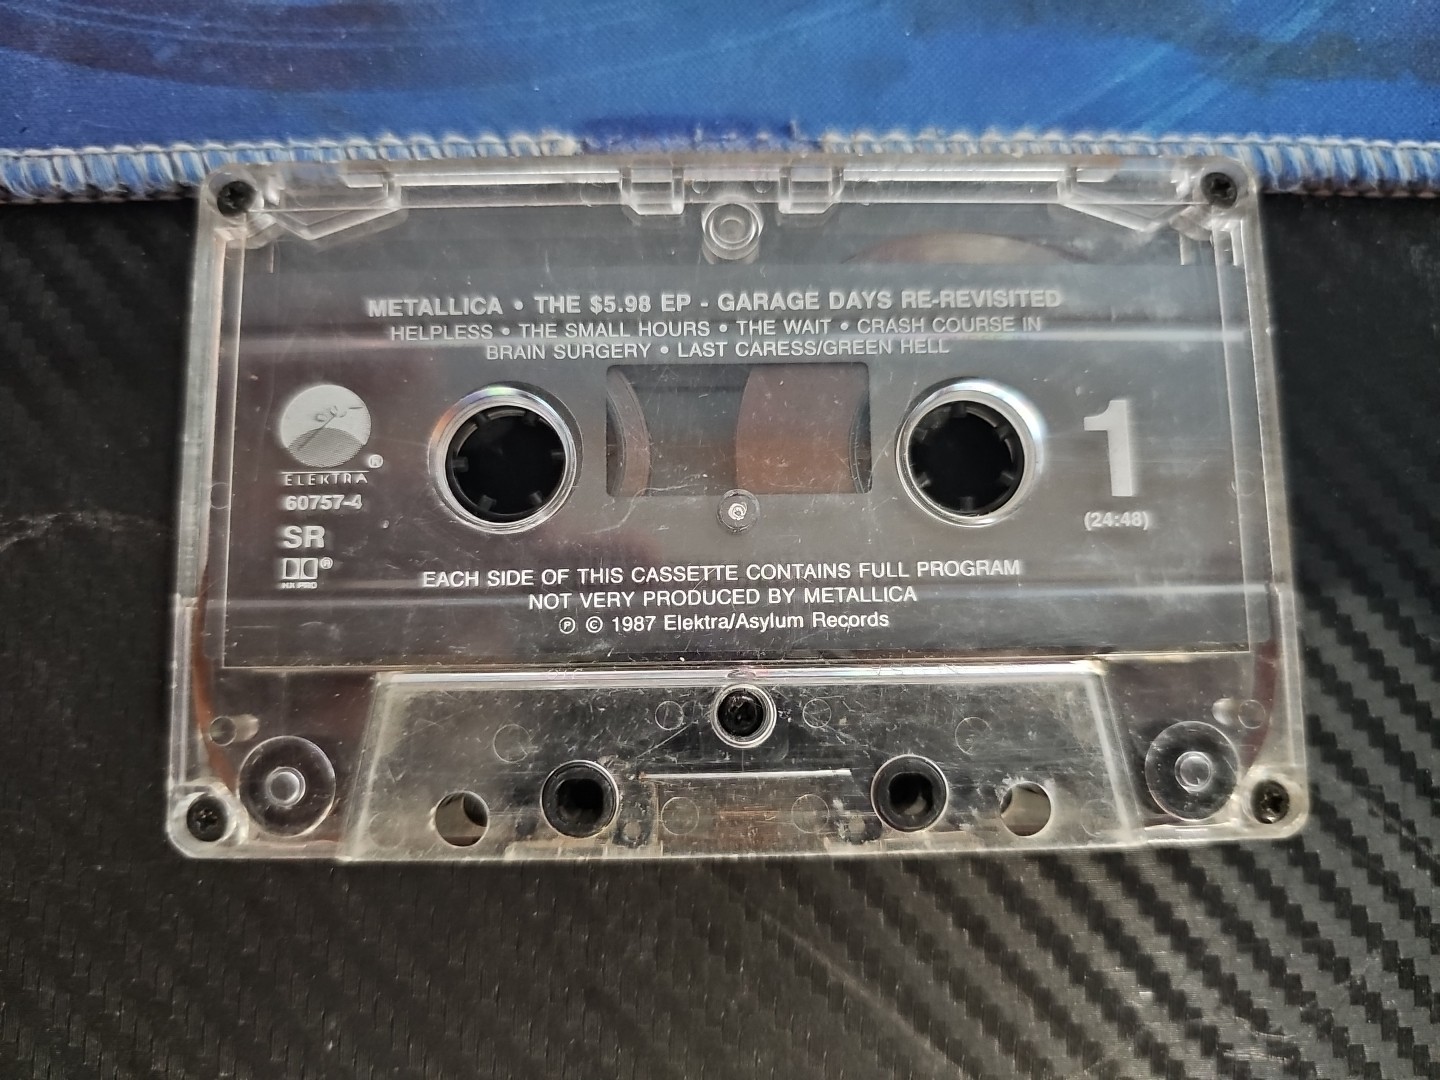 METALLICA • THE $5.98 EP - GARAGE DAYS RE-REVISITED
HELPLESS • THE SMALL HOURS • THE WAIT • CRASH COURSE IN
BRAIN SURGERY • LAST CARESS/GREEN HELL
®
ELEKTRA
60757-4
SR
®
HX PRO
1
(24:48)
EACH SIDE OF THIS CASSETTE CONTAINS FULL PROGRAM
NOT VERY PRODUCED BY METALLICA
℗ © 1987 Elektra/Asylum Records